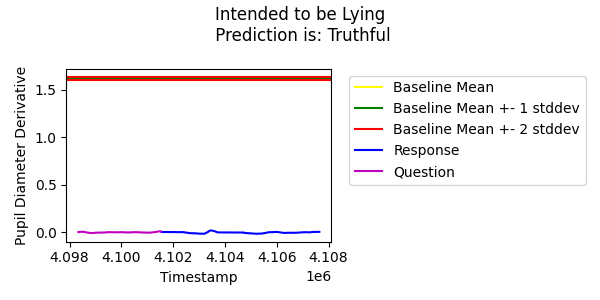 Intended to be Lying
Prediction is: Truthful
Pupil Diameter Derivative
1.5
1.0
0.5
0.0
4.098 4.100 4.102 4.104 4.106 4.108
1e6
Timestamp
Baseline Mean
Baseline Mean +- 1 stddev
Baseline Mean +- 2 stddev
Response
Question